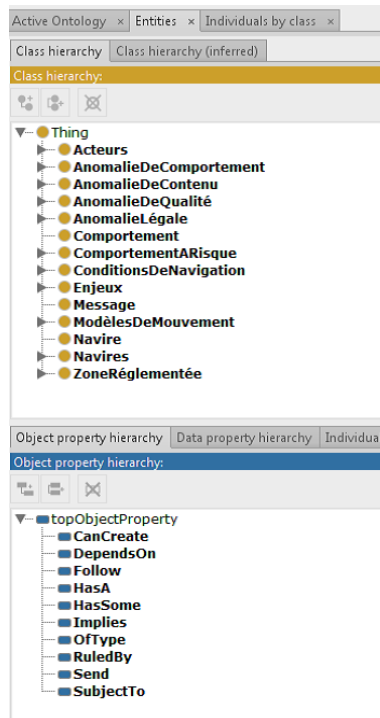 Active Ontology × Entities × Individuals by class ×
Class hierarchy Class hierarchy (inferred)
Class hierarchy:
Thing
Acteurs
AnomalieDeComportement
AnomalieDeContenu
AnomalieDeQualité
AnomalieLégale
Comportement
ComportementARisque
ConditionsDeNavigation
Enjeux
Message
ModèlesDeMouvement
Navire
Navires
ZoneRéglementée
Object property hierarchy Data property hierarchy Individua
Object property hierarchy:
topObjectProperty
CanCreate
DependsOn
Follow
HasA
HasSome
Implies
OfType
RuledBy
Send
SubjectTo